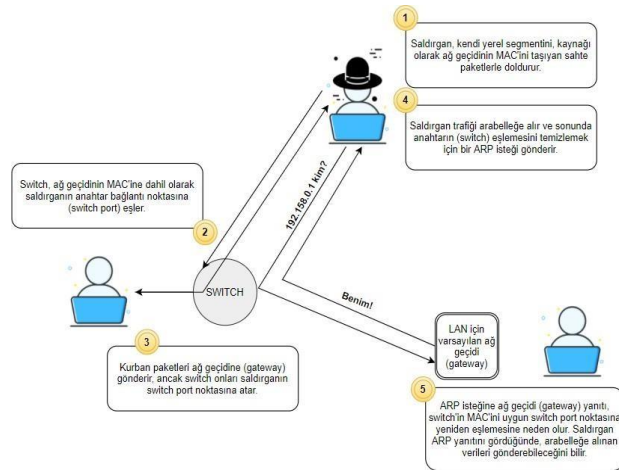 1
Saldırgan, kendi yerel segmentini, kaynağı
olarak ağ geçidinin MAC'ini taşıyan sahte
paketlerle doldurur.
4
Saldırgan trafiği arabelleğe alır ve sonunda
anahtarın (switch) eşlemesini temizlemek
için bir ARP isteği gönderir.
Switch, ağ geçidinin MAC'ine dahil olarak
saldırganın anahtar bağlantı noktasına
(switch port) eşler.
2
192.158.0.1 kim?
SWITCH
Benim!
LAN için
varsayılan ağ
geçidi
(gateway)
3
Kurban paketleri ağ geçidine (gateway)
gönderir, ancak switch onları saldırganın
switch port noktasına atar.
5
ARP isteğine ağ geçidi (gateway) yanıtı,
switch'in MAC'ini uygun switch port noktasına
yeniden eşlemesine neden olur. Saldırgan
ARP yanıtını gördüğünde, arabelleğe alınan
verileri gönderebileceğini bilir.